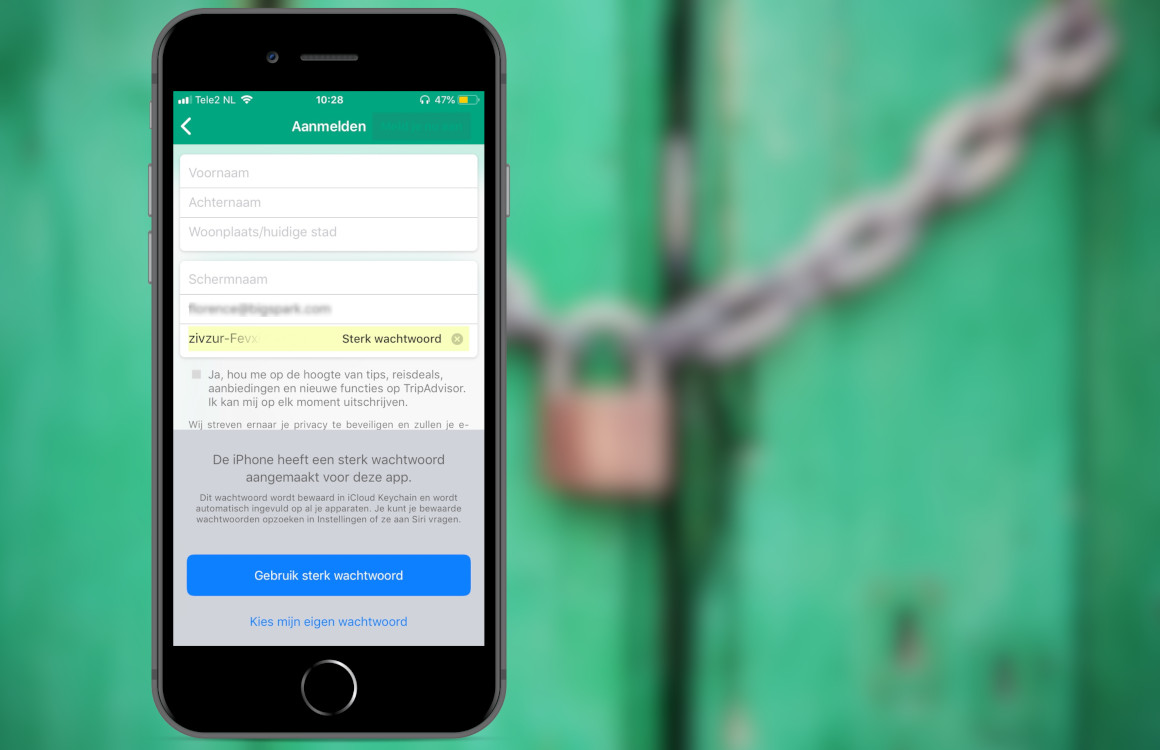 Tele2 NL 10:28 47%
Aanmelden
Voornaam
Achternaam
Woonplaats/huidige stad
Schermnaam
florence@bigspark.com
zivzur-Fevx Sterk wachtwoord
Ja, hou me op de hoogte van tips, reisdeals,
aanbiedingen en nieuwe functies op TripAdvisor.
Ik kan mij op elk moment uitschrijven.
Wij streven ernaar je privacy te beveiligen en zullen je e-
De iPhone heeft een sterk wachtwoord
aangemaakt voor deze app.
Dit wachtwoord wordt bewaard in iCloud Keychain en wordt
automatisch ingevuld op al je apparaten. Je kunt je bewaarde
wachtwoorden opzoeken in Instellingen of ze aan Siri vragen.
Gebruik sterk wachtwoord
Kies mijn eigen wachtwoord